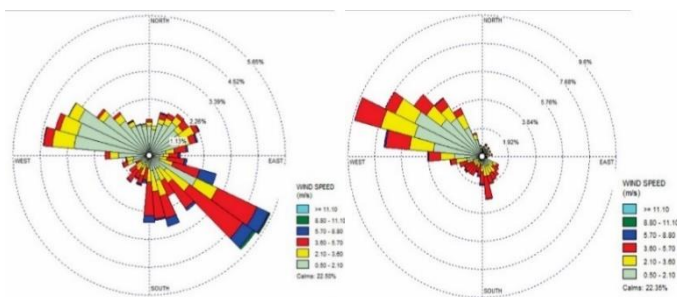 NORTH
5.65%
4.52%
3.39%
2.26%
1.13%
WEST
EAST
SOUTH
WIND SPEED
(m/s)
>= 11.10
8.80 - 11.10
5.70 - 8.80
3.60 - 5.70
2.10 - 3.60
0.50 - 2.10
NORTH
9.6%
7.68%
5.76%
3.84%
1.92%
WEST
EAST
SOUTH
WIND SPEED
(m/s)
>= 11.10
8.80 - 11.10
5.70 - 8.80
3.60 - 5.70
2.10 - 3.60
0.50 - 2.10
Calms: 22.35%